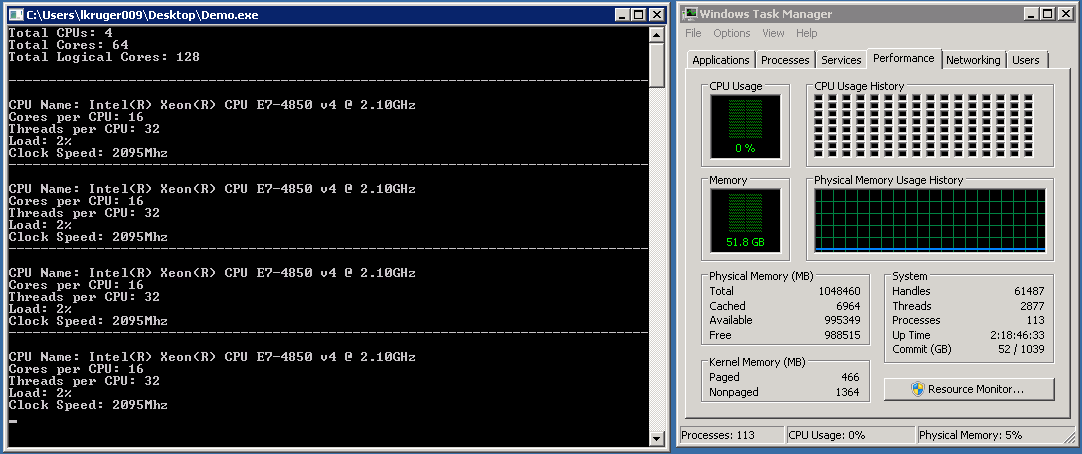 C:\Users\lkruger009\Desktop\Demo.exe
Total CPUs: 4
Total Cores: 64
Total Logical Cores: 128
--------------------------------------------------------------------------------
CPU Name: Intel(R) Xeon(R) CPU E7-4850 v4 @ 2.10GHz
Cores per CPU: 16
Threads per CPU: 32
Load: 2%
Clock Speed: 2095Mhz
--------------------------------------------------------------------------------
CPU Name: Intel(R) Xeon(R) CPU E7-4850 v4 @ 2.10GHz
Cores per CPU: 16
Threads per CPU: 32
Load: 2%
Clock Speed: 2095Mhz
--------------------------------------------------------------------------------
CPU Name: Intel(R) Xeon(R) CPU E7-4850 v4 @ 2.10GHz
Cores per CPU: 16
Threads per CPU: 32
Load: 2%
Clock Speed: 2095Mhz
--------------------------------------------------------------------------------
CPU Name: Intel(R) Xeon(R) CPU E7-4850 v4 @ 2.10GHz
Cores per CPU: 16
Threads per CPU: 32
Load: 2%
Clock Speed: 2095Mhz
Windows Task Manager
File Options View Help
Applications Processes Services Performance Networking Users
CPU Usage CPU Usage History
0 %
Memory Physical Memory Usage History
51.8 GB
Physical Memory (MB)
Total 1048460
Cached 6964
Available 995349
Free 988515
Kernel Memory (MB)
Paged 466
Nonpaged 1364
System
Handles 61487
Threads 2877
Processes 113
Up Time 2:18:46:33
Commit (GB) 52 / 1039
Resource Monitor...
Processes: 113 CPU Usage: 0% Physical Memory: 5%